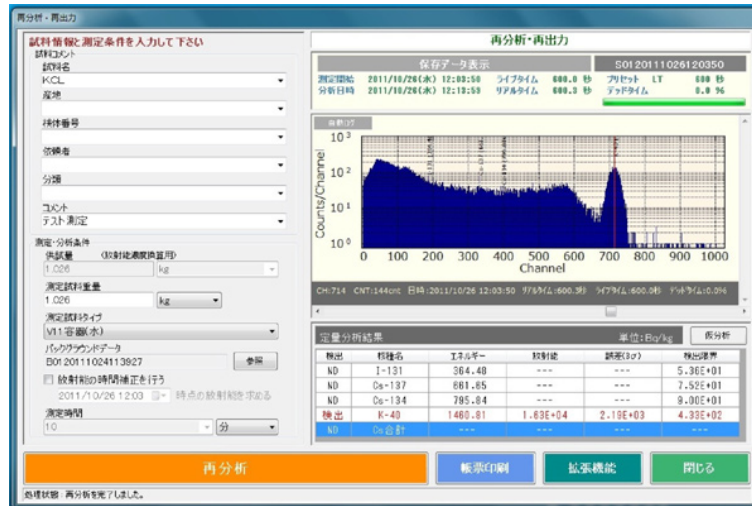 再分析・再出力
試料情報と測定条件を入力して下さい
試料コメント
試料名
KCL
産地
検体番号
依頼者
分類
コメント
テスト測定
測定・分析条件
供試量 (放射能濃度換算用)
1.026 kg
測定試料重量
1.026 kg
測定試料タイプ
V11容器(水)
バックグラウンドデータ
B0120111024113927 参照
放射能の時間補正を行う
2011/10/26 12:03 時点の放射能を求める
測定時間
10 分
再分析・再出力
保存データ表示 S0120111026120350
測定開始 2011/10/26(水) 12:03:50 ライブタイム 600.0 秒 プリセット LT 600 秒
分析日時 2011/10/26(水) 12:13:53 リアルタイム 600.3 秒 デッドタイム 0.0 %
Counts/Channel
10³
10²
10¹
10⁰
0 100 200 300 400 500 600 700 800 900 1000
Channel
CH:714 CNT:144cnt 日時:2011/10/26 12:03:50 リアルタイム:600.3秒 ライブタイム:600.0秒 デッドタイム:0.0%
定量分析結果 単位:Bq/kg 仮分析
検出 核種名 エネルギー 放射能 誤差(3σ) 検出限界
ND I-131 364.48 --- --- 5.36E+01
ND Cs-137 661.65 --- --- 7.52E+01
ND Cs-134 795.84 --- --- 9.00E+01
検出 K-40 1460.81 1.63E+04 2.19E+03 4.33E+02
ND Cs合計 --- --- --- ---
再分析 帳票印刷 拡張機能 閉じる
処理状態:再分析を完了しました。